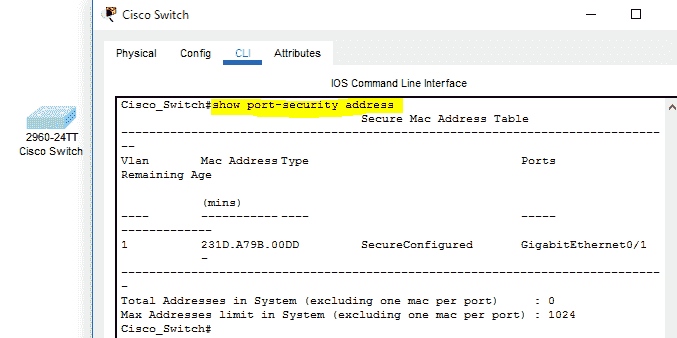 Cisco Switch
Physical Config CLI Attributes
IOS Command Line Interface
2960-24TT
Cisco Switch
Cisco_Switch#show port-security address
Secure Mac Address Table
-------------------------------------------------------------------------
--
Vlan Mac Address Type Ports
Remaining Age
(mins)
---- ----------- ---- -----
-------------
1 231D.A79B.00DD SecureConfigured GigabitEthernet0/1
-
-------------------------------------------------------------------------
-
Total Addresses in System (excluding one mac per port) : 0
Max Addresses limit in System (excluding one mac per port) : 1024
Cisco_Switch#